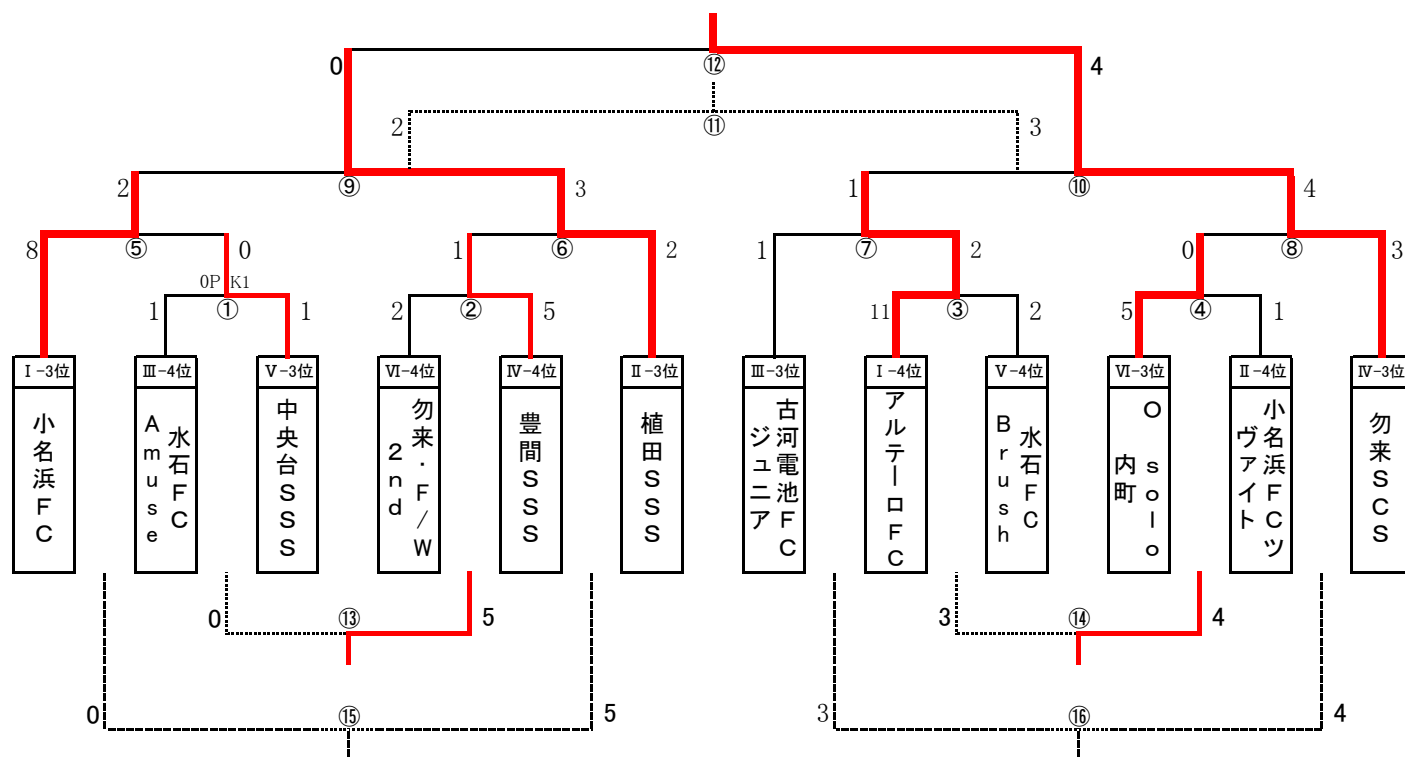 0 ⑫ 4
2 ⑪ 3
2 ⑨ 3 1 ⑩ 4
8 ⑤ 0 1 ⑥ 2 1 ⑦ 2 0 ⑧ 3
0P K1
1 ① 1 2 ② 5 11 ③ 2 5 ④ 1
Ⅰ-3位 Ⅲ-4位 Ⅴ-3位 Ⅵ-4位 Ⅳ-4位 Ⅱ-3位 Ⅲ-3位 Ⅰ-4位 Ⅴ-4位 Ⅵ-3位 Ⅱ-4位 Ⅳ-3位
小名浜FC
水石FC
Amuse
中央台SSS
勿来・F/W
2nd
豊間SSS
植田SSS
古河電池FC
ジュニア
アルテーロFC
水石FC
Brush
O solo
内町
小名浜FCツ
ヴァイト
勿来SCS
0 ⑬ 5 3 ⑭ 4
0 ⑮ 5 3 ⑯ 4